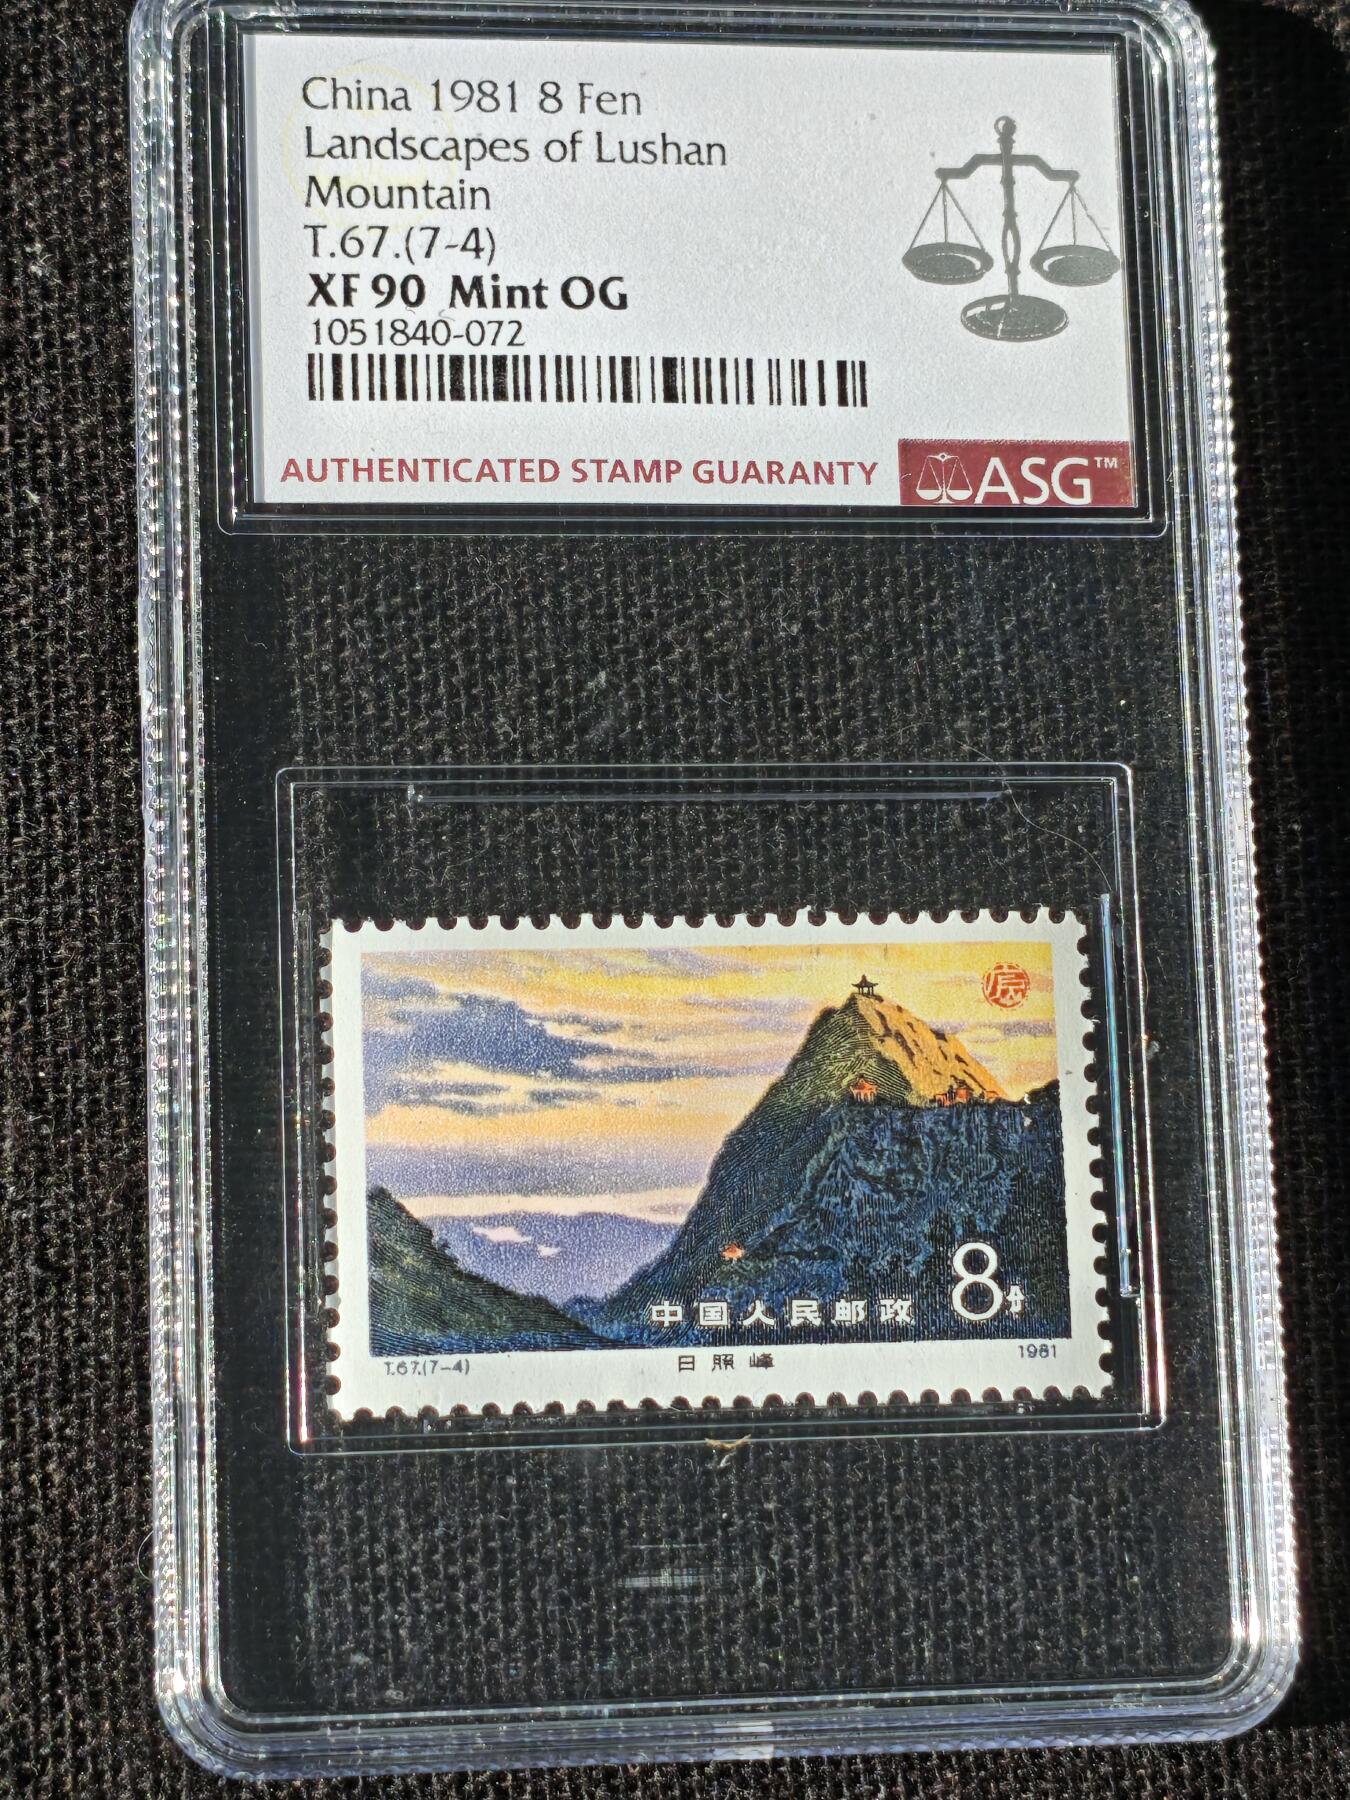 China 1981 8 Fen
Landscapes of Lushan
Mountain
T.67.(7-4)
XF 90 Mint OG
1051840-072
AUTHENTICATED STAMP GUARANTY
ASG™
中国人民邮政 8分
T.67.(7-4) 日照峰 1981